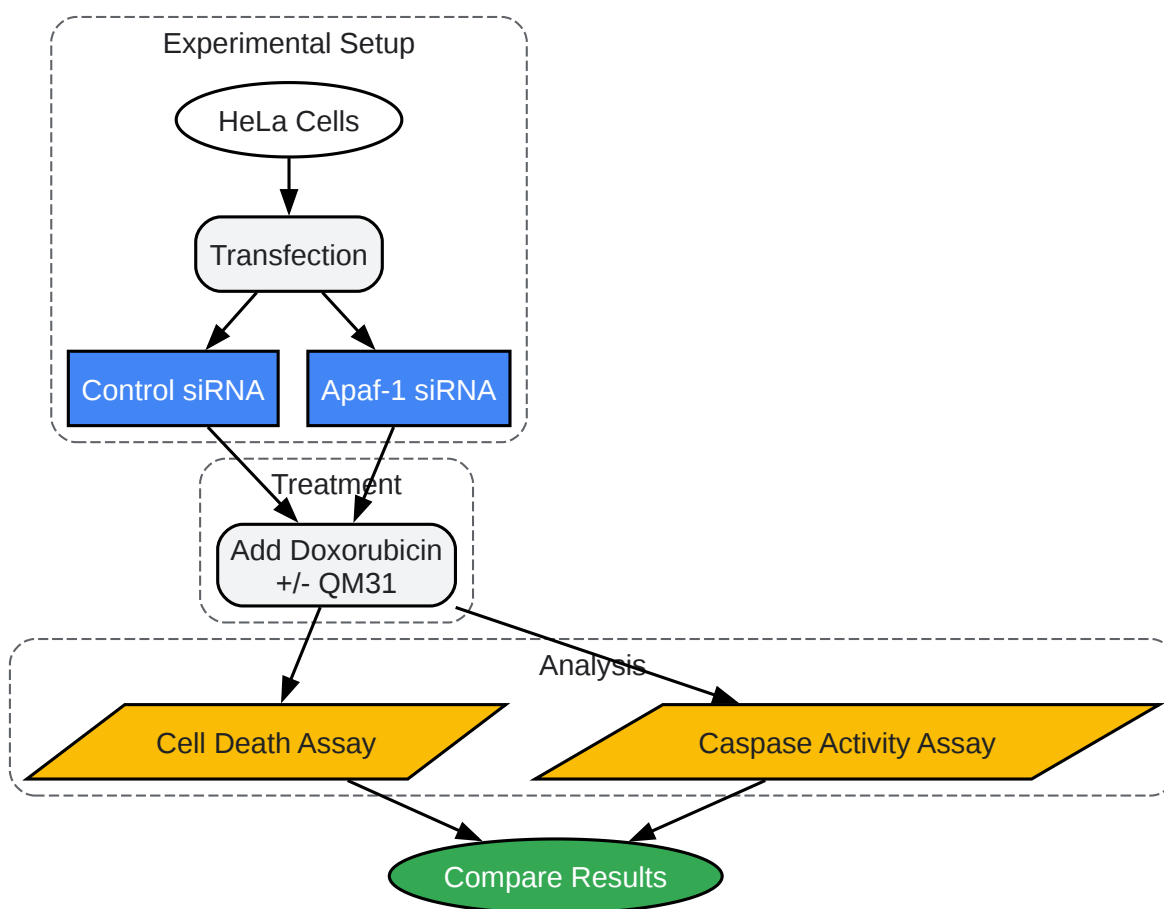 Experimental Setup
HeLa Cells
Transfection
Control siRNA
Apaf-1 siRNA
Treatment
Add Doxorubicin
+/- QM31
Analysis
Cell Death Assay
Caspase Activity Assay
Compare Results